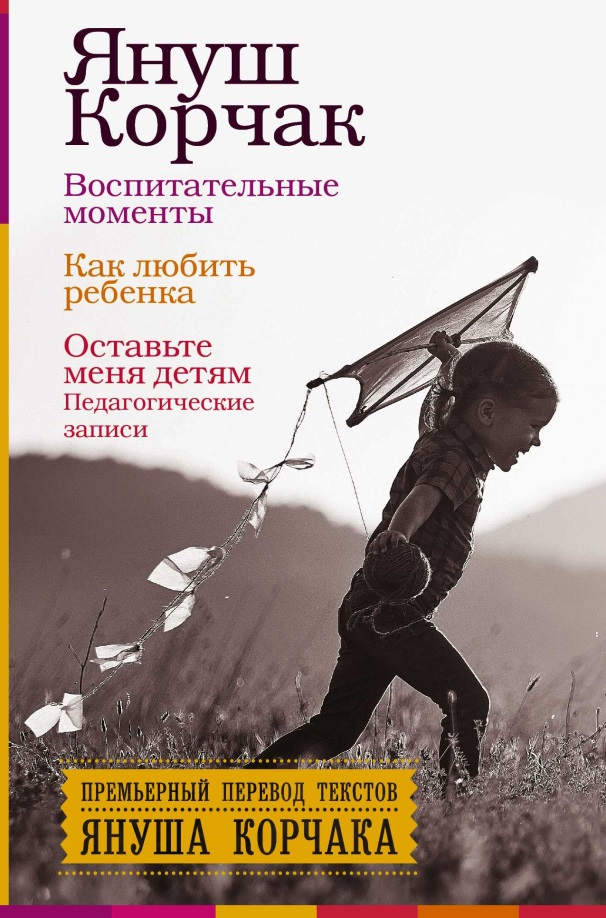 Януш
Корчак
Воспитательные
моменты
Как любить
ребенка
Оставьте
меня детям
Педагогические
записи
ПРЕМЬЕРНЫЙ ПЕРЕВОД ТЕКСТОВ
ЯНУША КОРЧАКА